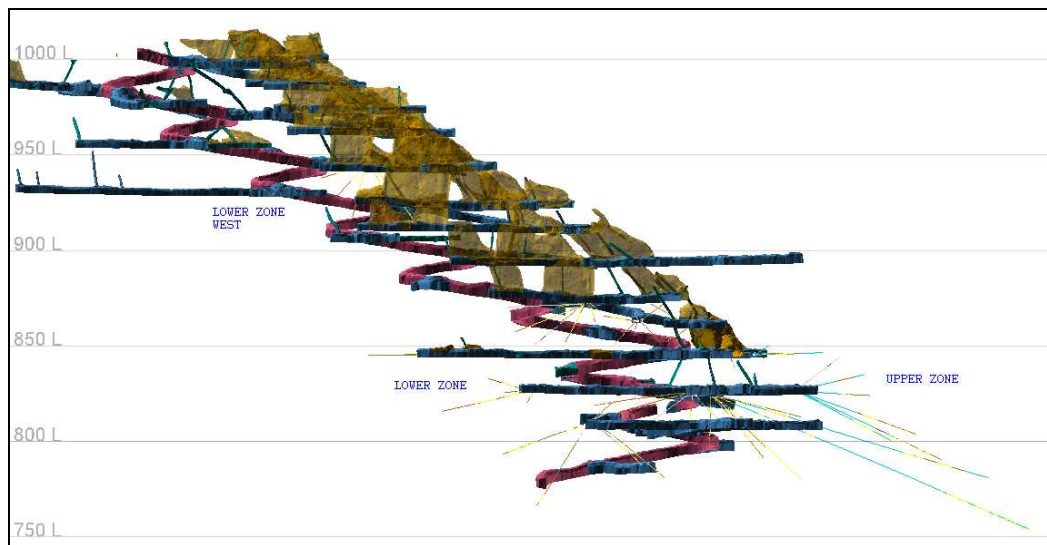 1000 L
950 L
LOWER ZONE
WEST
900 L
850 L
LOWER ZONE
UPPER ZONE
800 L
750 L